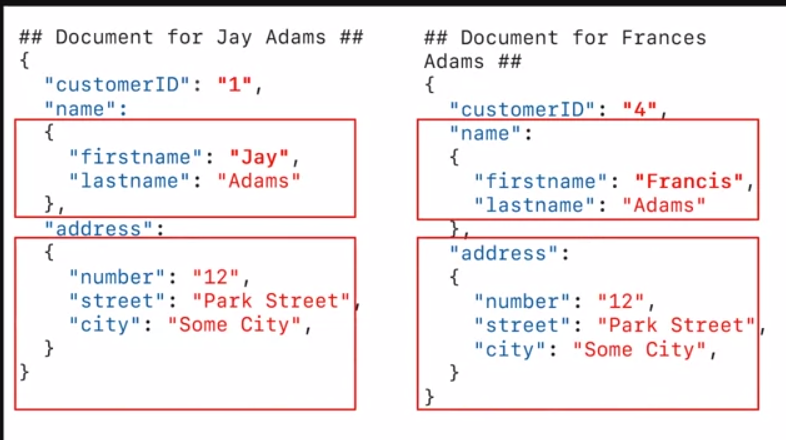 ## Document for Jay Adams ##
{
  "customerID": "1",
  "name":
  {
    "firstname": "Jay",
    "lastname": "Adams"
  },
  "address":
  {
    "number": "12",
    "street": "Park Street",
    "city": "Some City",
  }
}
## Document for Frances
Adams ##
{
  "customerID": "4",
  "name":
  {
    "firstname": "Francis",
    "lastname": "Adams"
  },
  "address":
  {
    "number": "12",
    "street": "Park Street",
    "city": "Some City",
  }
}